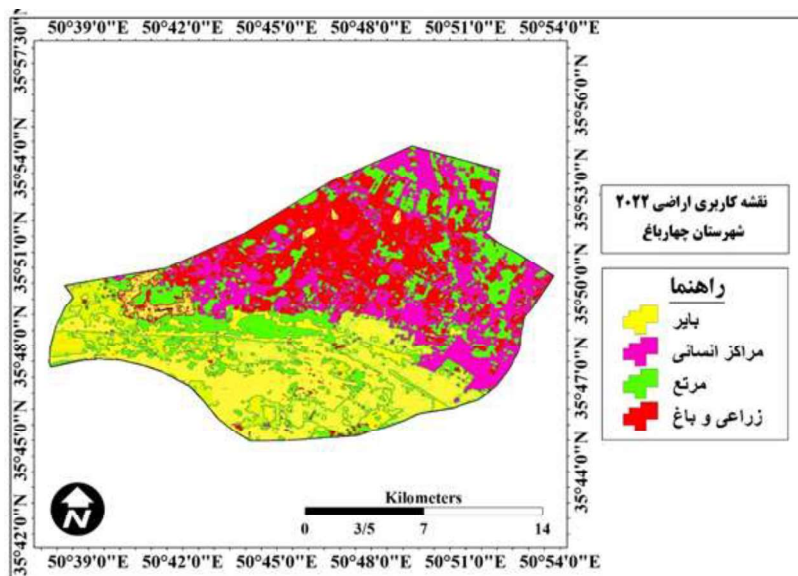 50°39'0"E 50°42'0"E 50°45'0"E 50°48'0"E 50°51'0"E 50°54'0"E
35°57'30"N
35°54'0"N
35°51'0"N
35°48'0"N
35°45'0"N
35°42'0"N
35°56'0"N
35°53'0"N
35°50'0"N
35°47'0"N
35°44'0"N
نقشه کاربری اراضی ۲۰۲۲
شهرستان چهارباغ
راهنما
بایر
مراکز انسانی
مرتع
زراعی و باغ
N
Kilometers
0 3/5 7 14
50°39'0"E 50°42'0"E 50°45'0"E 50°48'0"E 50°51'0"E 50°54'0"E